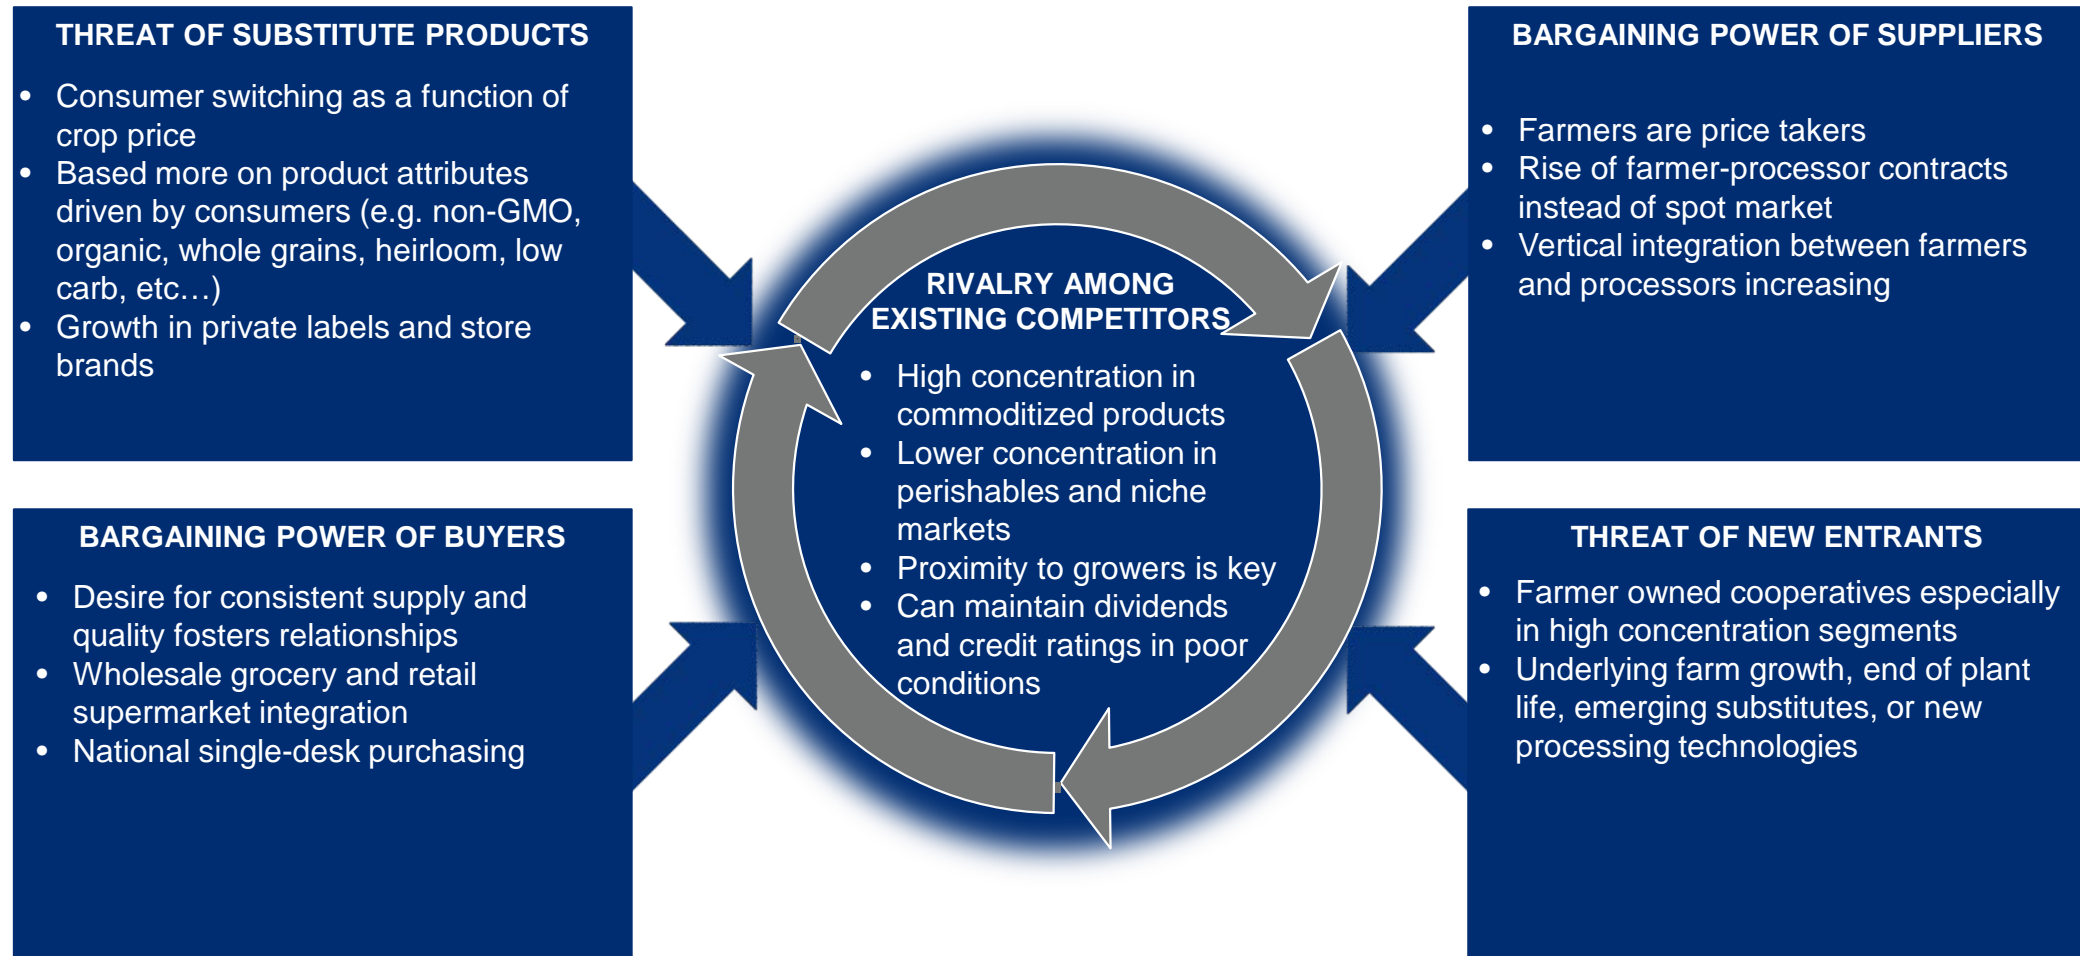 THREAT OF SUBSTITUTE PRODUCTS
• Consumer switching as a function of
crop price
• Based more on product attributes
driven by consumers (e.g. non-GMO,
organic, whole grains, heirloom, low
carb, etc…)
• Growth in private labels and store
brands
BARGAINING POWER OF SUPPLIERS
• Farmers are price takers
• Rise of farmer-processor contracts
instead of spot market
• Vertical integration between farmers
and processors increasing
RIVALRY AMONG
EXISTING COMPETITORS
• High concentration in
commoditized products
• Lower concentration in
perishables and niche
markets
• Proximity to growers is key
• Can maintain dividends
and credit ratings in poor
conditions
BARGAINING POWER OF BUYERS
• Desire for consistent supply and
quality fosters relationships
• Wholesale grocery and retail
supermarket integration
• National single-desk purchasing
THREAT OF NEW ENTRANTS
• Farmer owned cooperatives especially
in high concentration segments
• Underlying farm growth, end of plant
life, emerging substitutes, or new
processing technologies